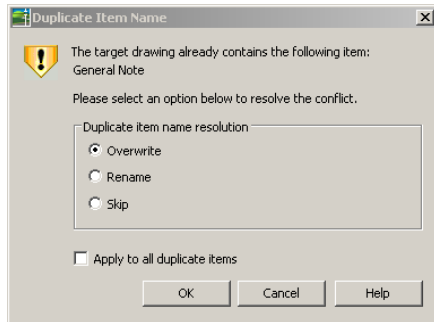 Duplicate Item Name
The target drawing already contains the following item:
General Note
Please select an option below to resolve the conflict.
Duplicate item name resolution
Overwrite
Rename
Skip
Apply to all duplicate items
OK Cancel Help